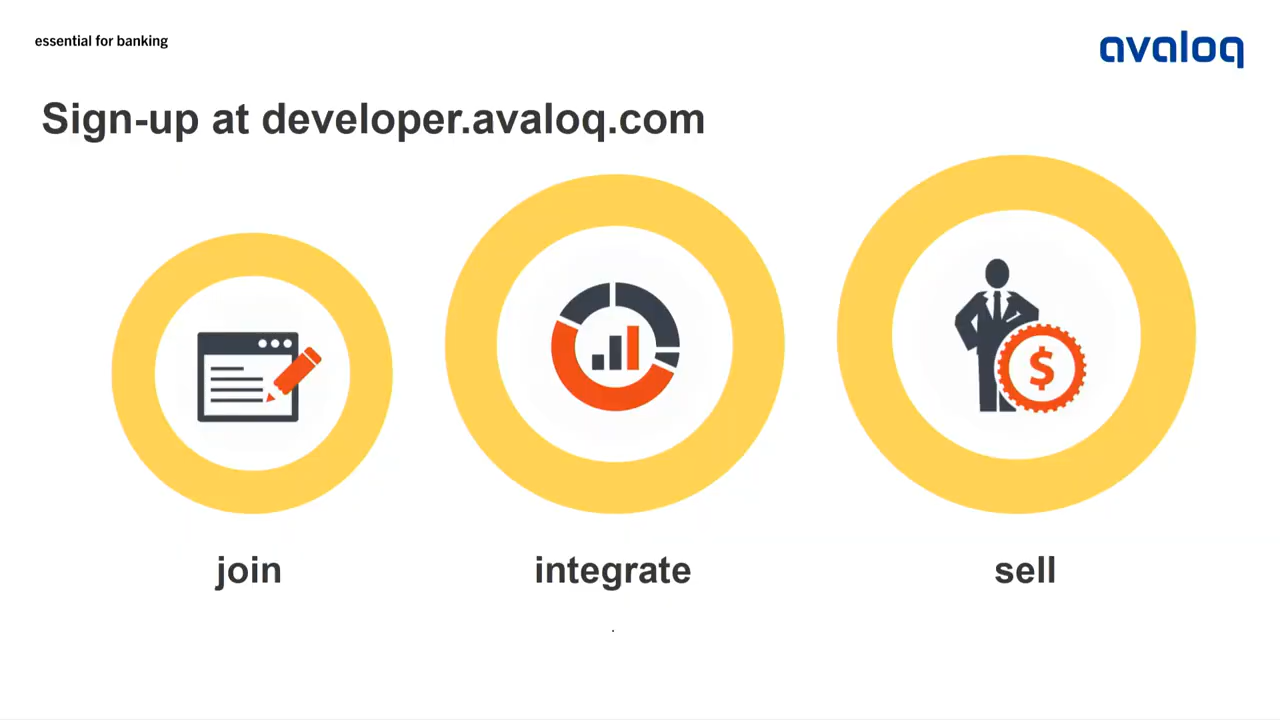 essential for banking
avaloq
Sign-up at developer.avaloq.com
$
join
integrate
sell
.